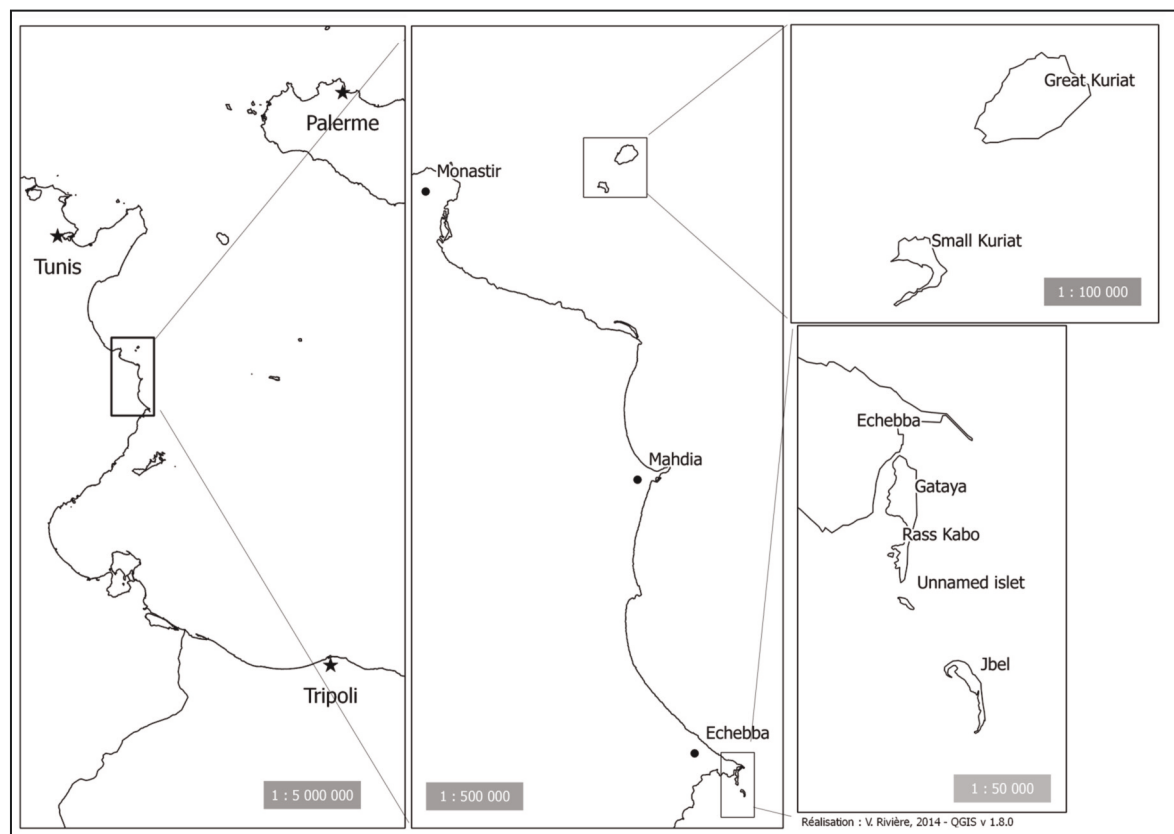 Palerme
Tunis
Tripoli
1 : 5 000 000
Monastir
Mahdia
Echebba
1 : 500 000
Great Kuriat
Small Kuriat
1 : 100 000
Echebba
Gataya
Rass Kabo
Unnamed islet
Jbel
1 : 50 000
Réalisation : V. Rivière, 2014 - QGIS v 1.8.0